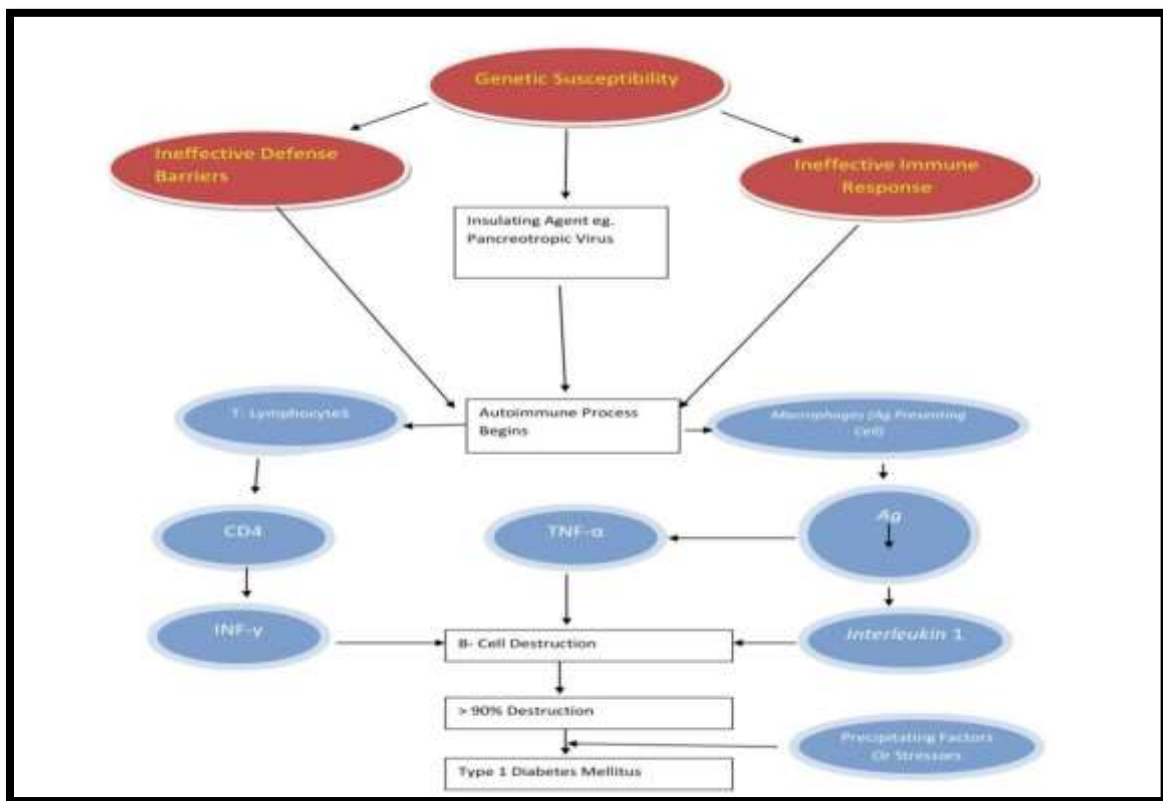 Genetic Susceptibility
Ineffective Defense
Barriers
Ineffective Immune
Response
Insulating Agent eg.
Pancreotropic Virus
T- Lymphocytes
Autoimmune Process
Begins
Macrophages (Ag Presenting
Cell)
CD4
TNF-α
Ag
INF-γ
B- Cell Destruction
Interleukin 1
> 90% Destruction
Precipitating Factors
Or Stressors
Type 1 Diabetes Mellitus